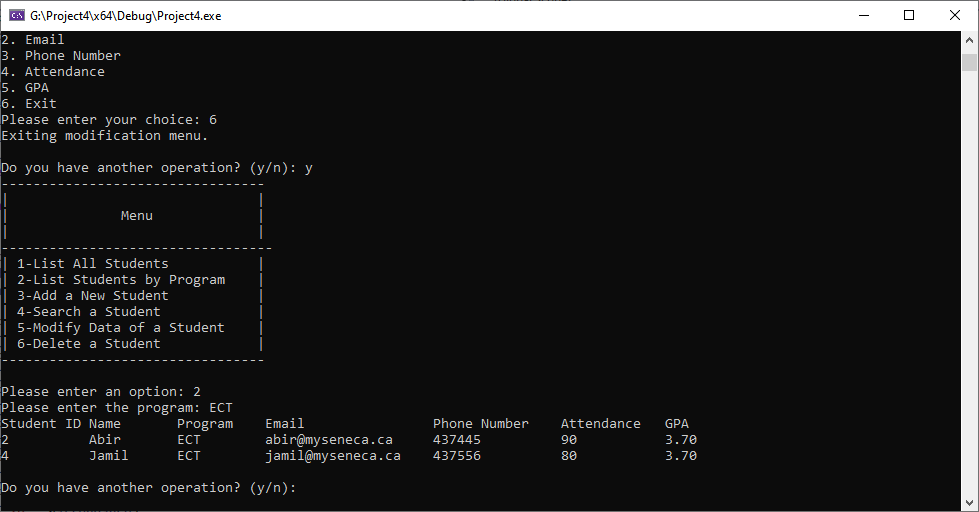 G:\Project4\x64\Debug\Project4.exe
2. Email
3. Phone Number
4. Attendance
5. GPA
6. Exit
Please enter your choice: 6
Exiting modification menu.
Do you have another operation? (y/n): y
---------------------------------
|                                |
|              Menu              |
|                                |
----------------------------------
| 1-List All Students            |
| 2-List Students by Program     |
| 3-Add a New Student            |
| 4-Search a Student             |
| 5-Modify Data of a Student     |
| 6-Delete a Student             |
---------------------------------
Please enter an option: 2
Please enter the program: ECT
Student ID Name       Program    Email                Phone Number    Attendance   GPA
2          Abir       ECT        abir@myseneca.ca     437445          90           3.70
4          Jamil      ECT        jamil@myseneca.ca    437556          80           3.70
Do you have another operation? (y/n):